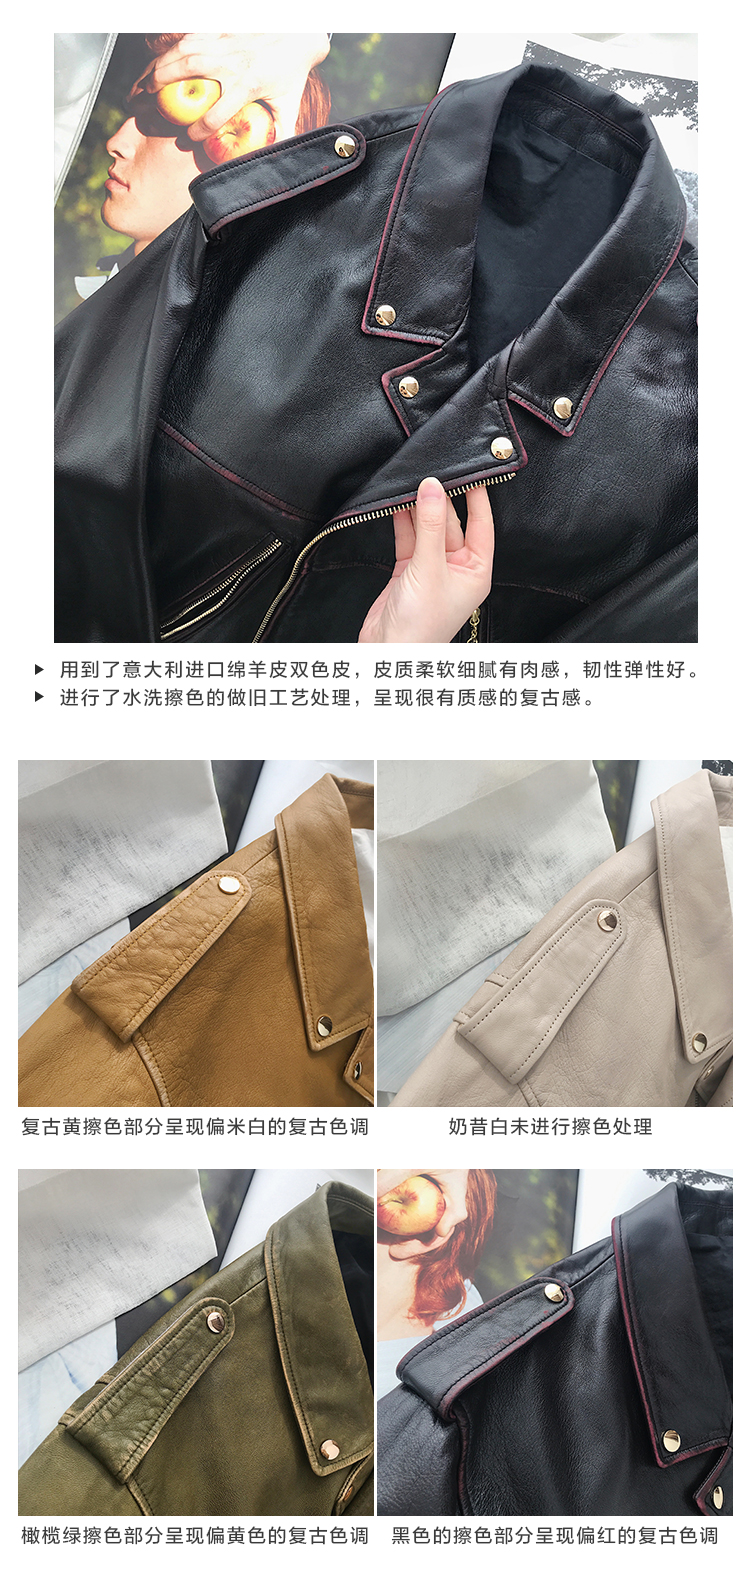 ▶ 用到了意大利进口绵羊皮双色皮，皮质柔软细腻有肉感，韧性弹性好。
▶ 进行了水洗擦色的做旧工艺处理，呈现很有质感的复古感。
复古黄擦色部分呈现偏米白的复古色调
奶昔白未进行擦色处理
橄榄绿擦色部分呈现偏黄色的复古色调
黑色的擦色部分呈现偏红的复古色调